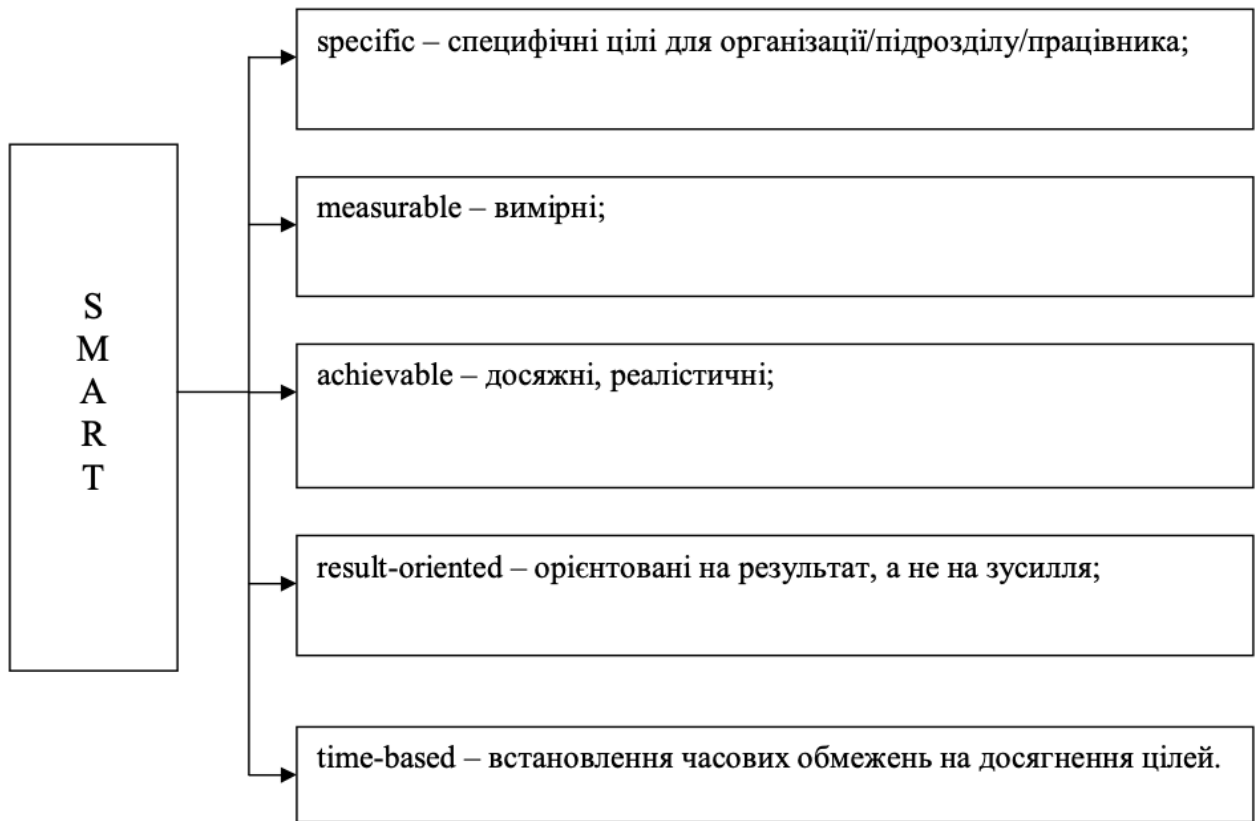 specific – специфічні цілі для організації/підрозділу/працівника;
measurable – вимірні;
S
M
A
R
T
achievable – досяжні, реалістичні;
result-oriented – орієнтовані на результат, а не на зусилля;
time-based – встановлення часових обмежень на досягнення цілей.